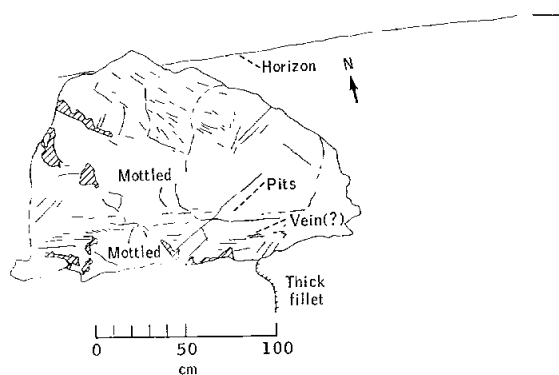 Horizon
N
Mottled
Pits
Vein(?)
Mottled
Thick
fillet
0 50 100
cm